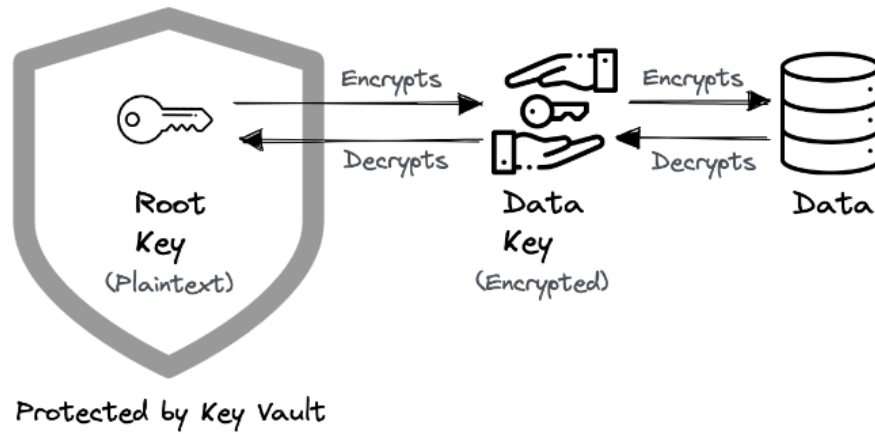 Encrypts
Encrypts
Decrypts
Decrypts
Root
Key
(Plaintext)
Data
Key
(Encrypted)
Data
Protected by Key Vault